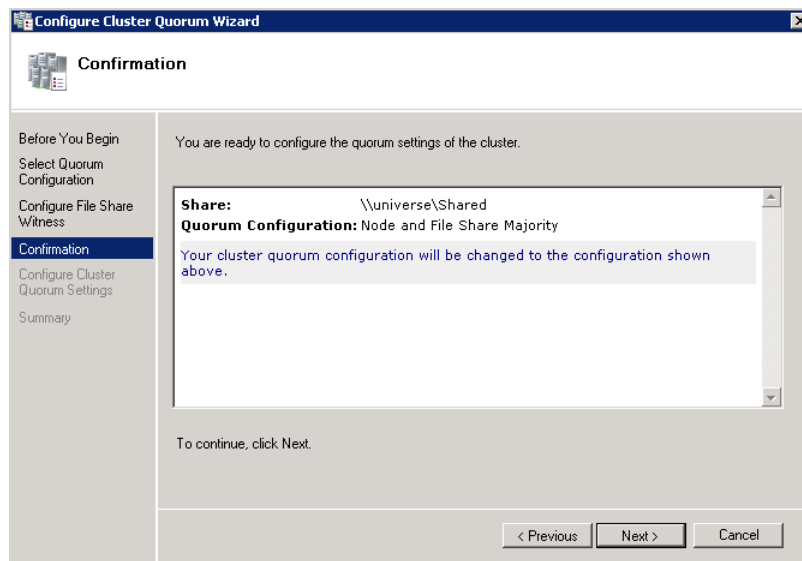 Configure Cluster Quorum Wizard
Confirmation
Before You Begin
Select Quorum
Configuration
Configure File Share
Witness
Confirmation
Configure Cluster
Quorum Settings
Summary
You are ready to configure the quorum settings of the cluster.
Share: \\universe\Shared
Quorum Configuration: Node and File Share Majority
Your cluster quorum configuration will be changed to the configuration shown
above.
To continue, click Next.
< Previous Next > Cancel